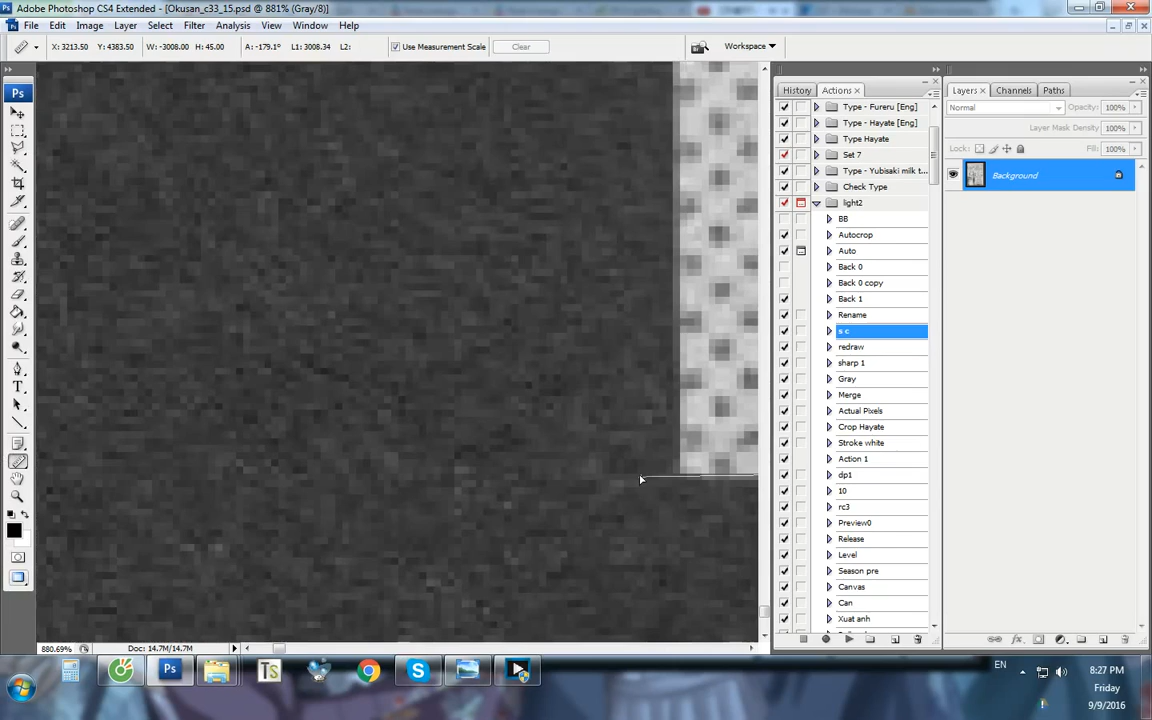 Adobe Photoshop CS4 Extended - [Okusan_c33_15.psd @ 881% (Gray/8)]
File Edit Image Layer Select Filter Analysis View Window Help
X: 3213.50 Y: 4383.50 W: -3008.00 H: 45.00 A: -179.1° L1: 3008.34 L2: Use Measurement Scale Clear Workspace
Ps
T
History Actions
Type - Fureru [Eng]
Type - Hayate [Eng]
Type Hayate
Set 7
Type - Yubisaki milk t...
Check Type
light2
BB
Autocrop
Auto
Back 0
Back 0 copy
Back 1
Rename
s c
redraw
sharp 1
Gray
Merge
Actual Pixels
Crop Hayate
Stroke white
Action 1
dp1
10
rc3
Preview0
Release
Level
Season pre
Canvas
Can
Xuat anh
Layers Channels Paths
Normal Opacity: 100%
Layer Mask Density: 100%
Lock: Fill: 100%
Background
880.69% Doc: 14.7M/14.7M
Ps TS S
EN
8:27 PM
Friday
9/9/2016